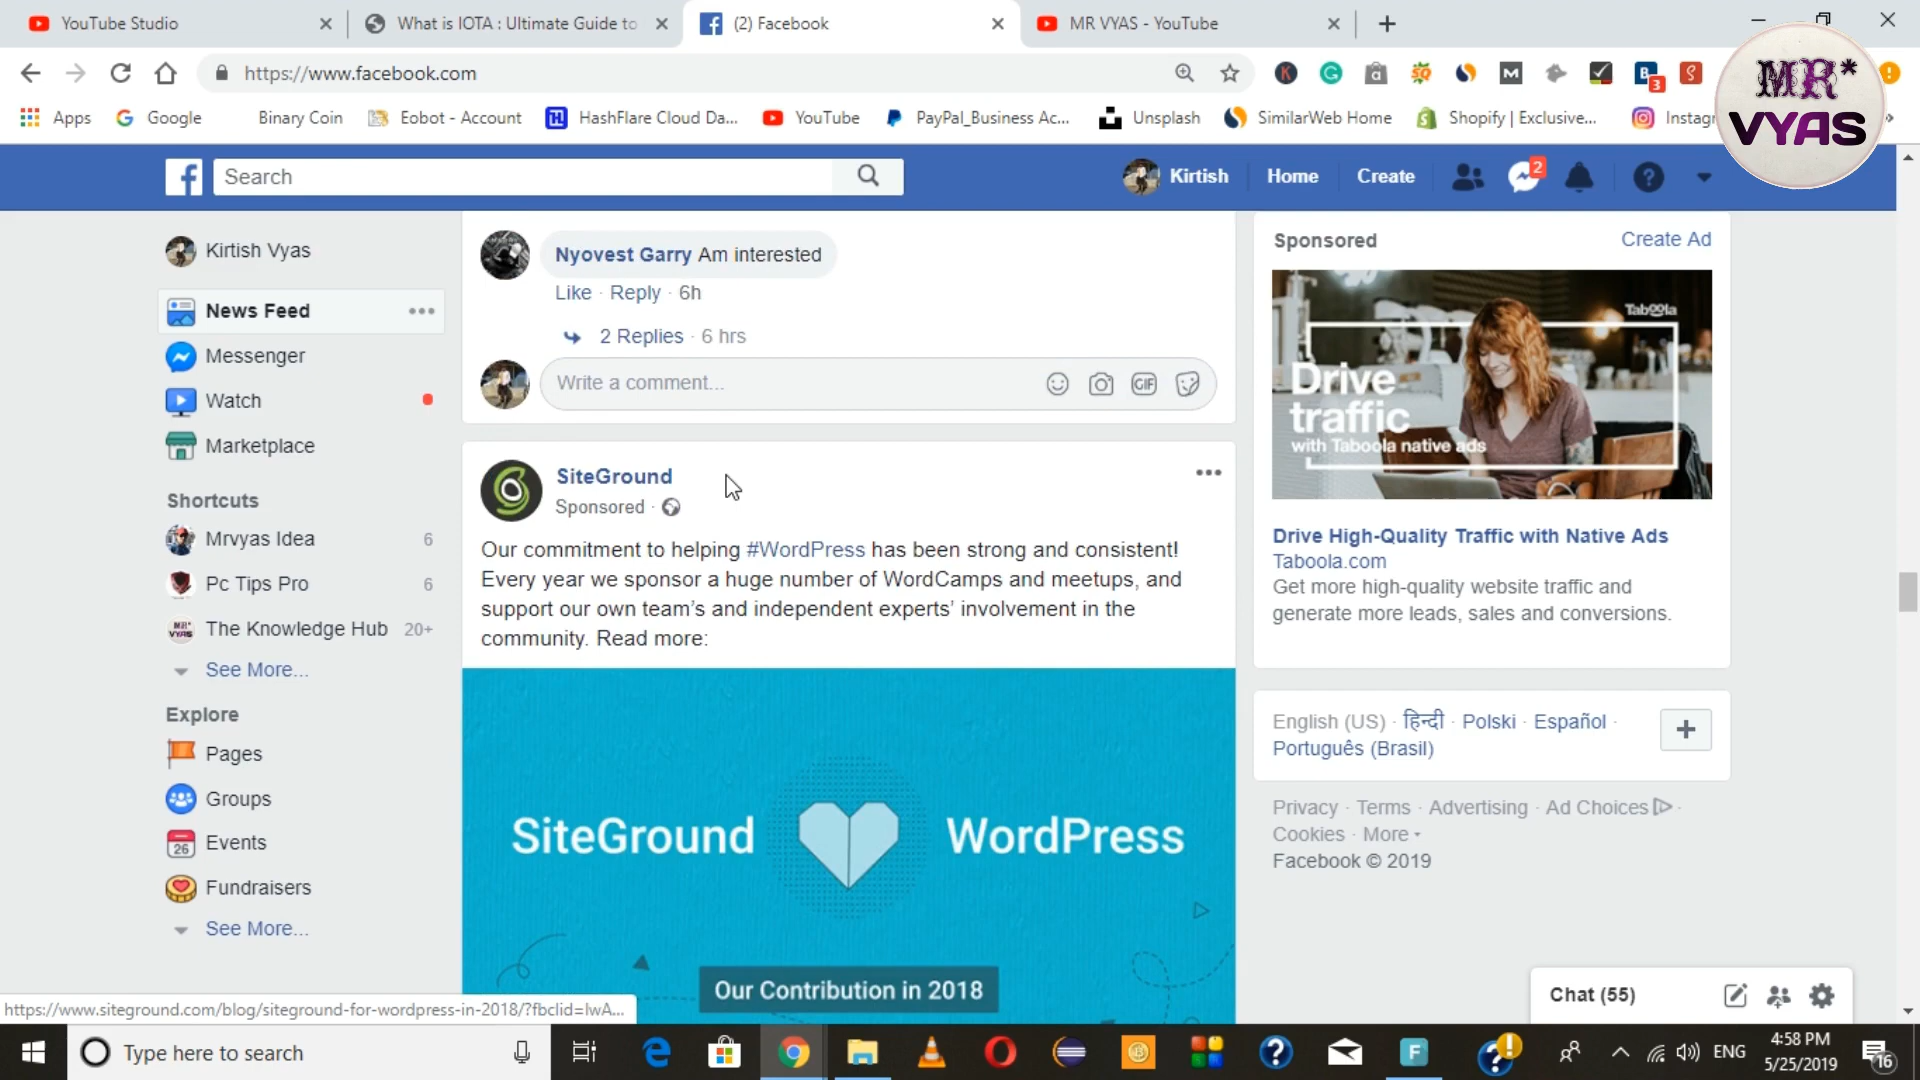 YouTube Studio
What is IOTA : Ultimate Guide to
(2) Facebook
MR VYAS - YouTube
https://www.facebook.com
Apps
Google
Binary Coin
Eobot - Account
HashFlare Cloud Da...
YouTube
PayPal_Business Ac...
Unsplash
SimilarWeb Home
Shopify | Exclusive...
Instagr
MR*
VYAS
Search
Kirtish
Home
Create
2
Kirtish Vyas
News Feed
Messenger
Watch
Marketplace
Shortcuts
Mrvyas Idea 6
Pc Tips Pro 6
The Knowledge Hub 20+
See More...
Explore
Pages
Groups
Events
Fundraisers
See More...
Nyovest Garry Am interested
Like · Reply · 6h
2 Replies · 6 hrs
Write a comment...
GIF
SiteGround
Sponsored ·
Our commitment to helping #WordPress has been strong and consistent!
Every year we sponsor a huge number of WordCamps and meetups, and
support our own team's and independent experts' involvement in the
community. Read more:
SiteGround WordPress
Our Contribution in 2018
Sponsored
Create Ad
Taboola
Drive
traffic
with Taboola native ads
Drive High-Quality Traffic with Native Ads
Taboola.com
Get more high-quality website traffic and
generate more leads, sales and conversions.
English (US) · हिन्दी · Polski · Español ·
Português (Brasil)
Privacy · Terms · Advertising · Ad Choices ·
Cookies · More
Facebook © 2019
Chat (55)
https://www.siteground.com/blog/siteground-for-wordpress-in-2018/?fbclid=IwA...
Type here to search
ENG
4:58 PM
5/25/2019
16